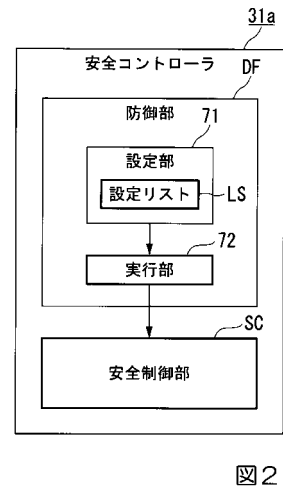 31a
安全コントローラ
DF
防御部
71
設定部
設定リスト
LS
72
実行部
SC
安全制御部
図2